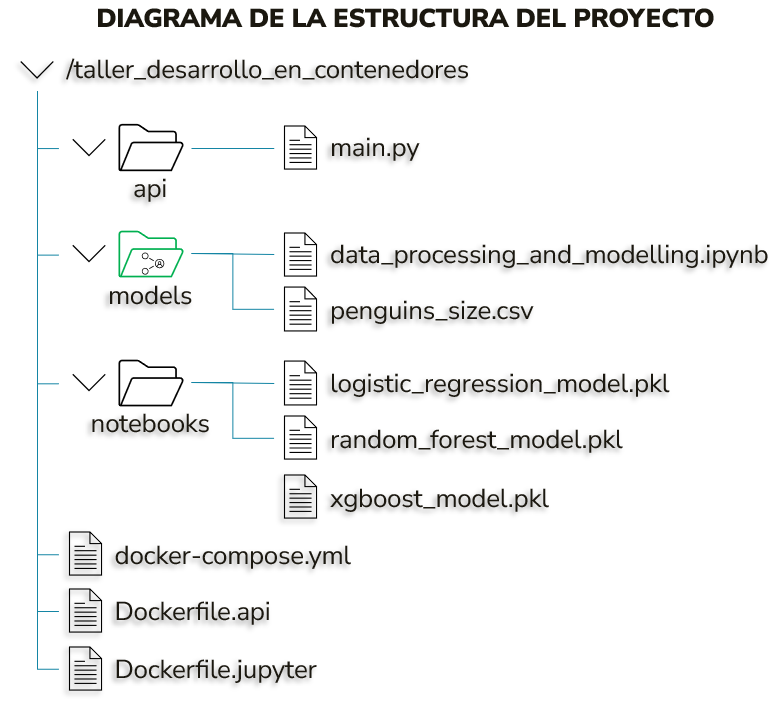 DIAGRAMA DE LA ESTRUCTURA DEL PROYECTO
/taller_desarrollo_en_contenedores
main.py
api
data_processing_and_modelling.ipynb
models
penguins_size.csv
logistic_regression_model.pkl
notebooks
random_forest_model.pkl
xgboost_model.pkl
docker-compose.yml
Dockerfile.api
Dockerfile.jupyter